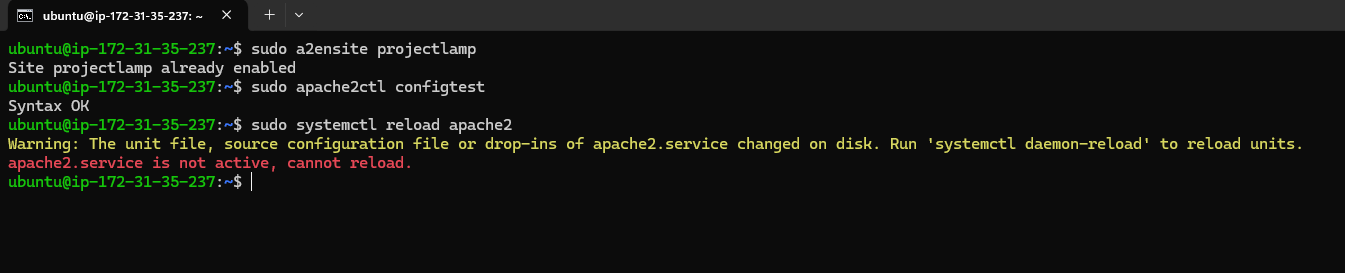 ubuntu@ip-172-31-35-237: ~
ubuntu@ip-172-31-35-237:~$ sudo a2ensite projectlamp
Site projectlamp already enabled
ubuntu@ip-172-31-35-237:~$ sudo apache2ctl configtest
Syntax OK
ubuntu@ip-172-31-35-237:~$ sudo systemctl reload apache2
Warning: The unit file, source configuration file or drop-ins of apache2.service changed on disk. Run 'systemctl daemon-reload' to reload units.
apache2.service is not active, cannot reload.
ubuntu@ip-172-31-35-237:~$